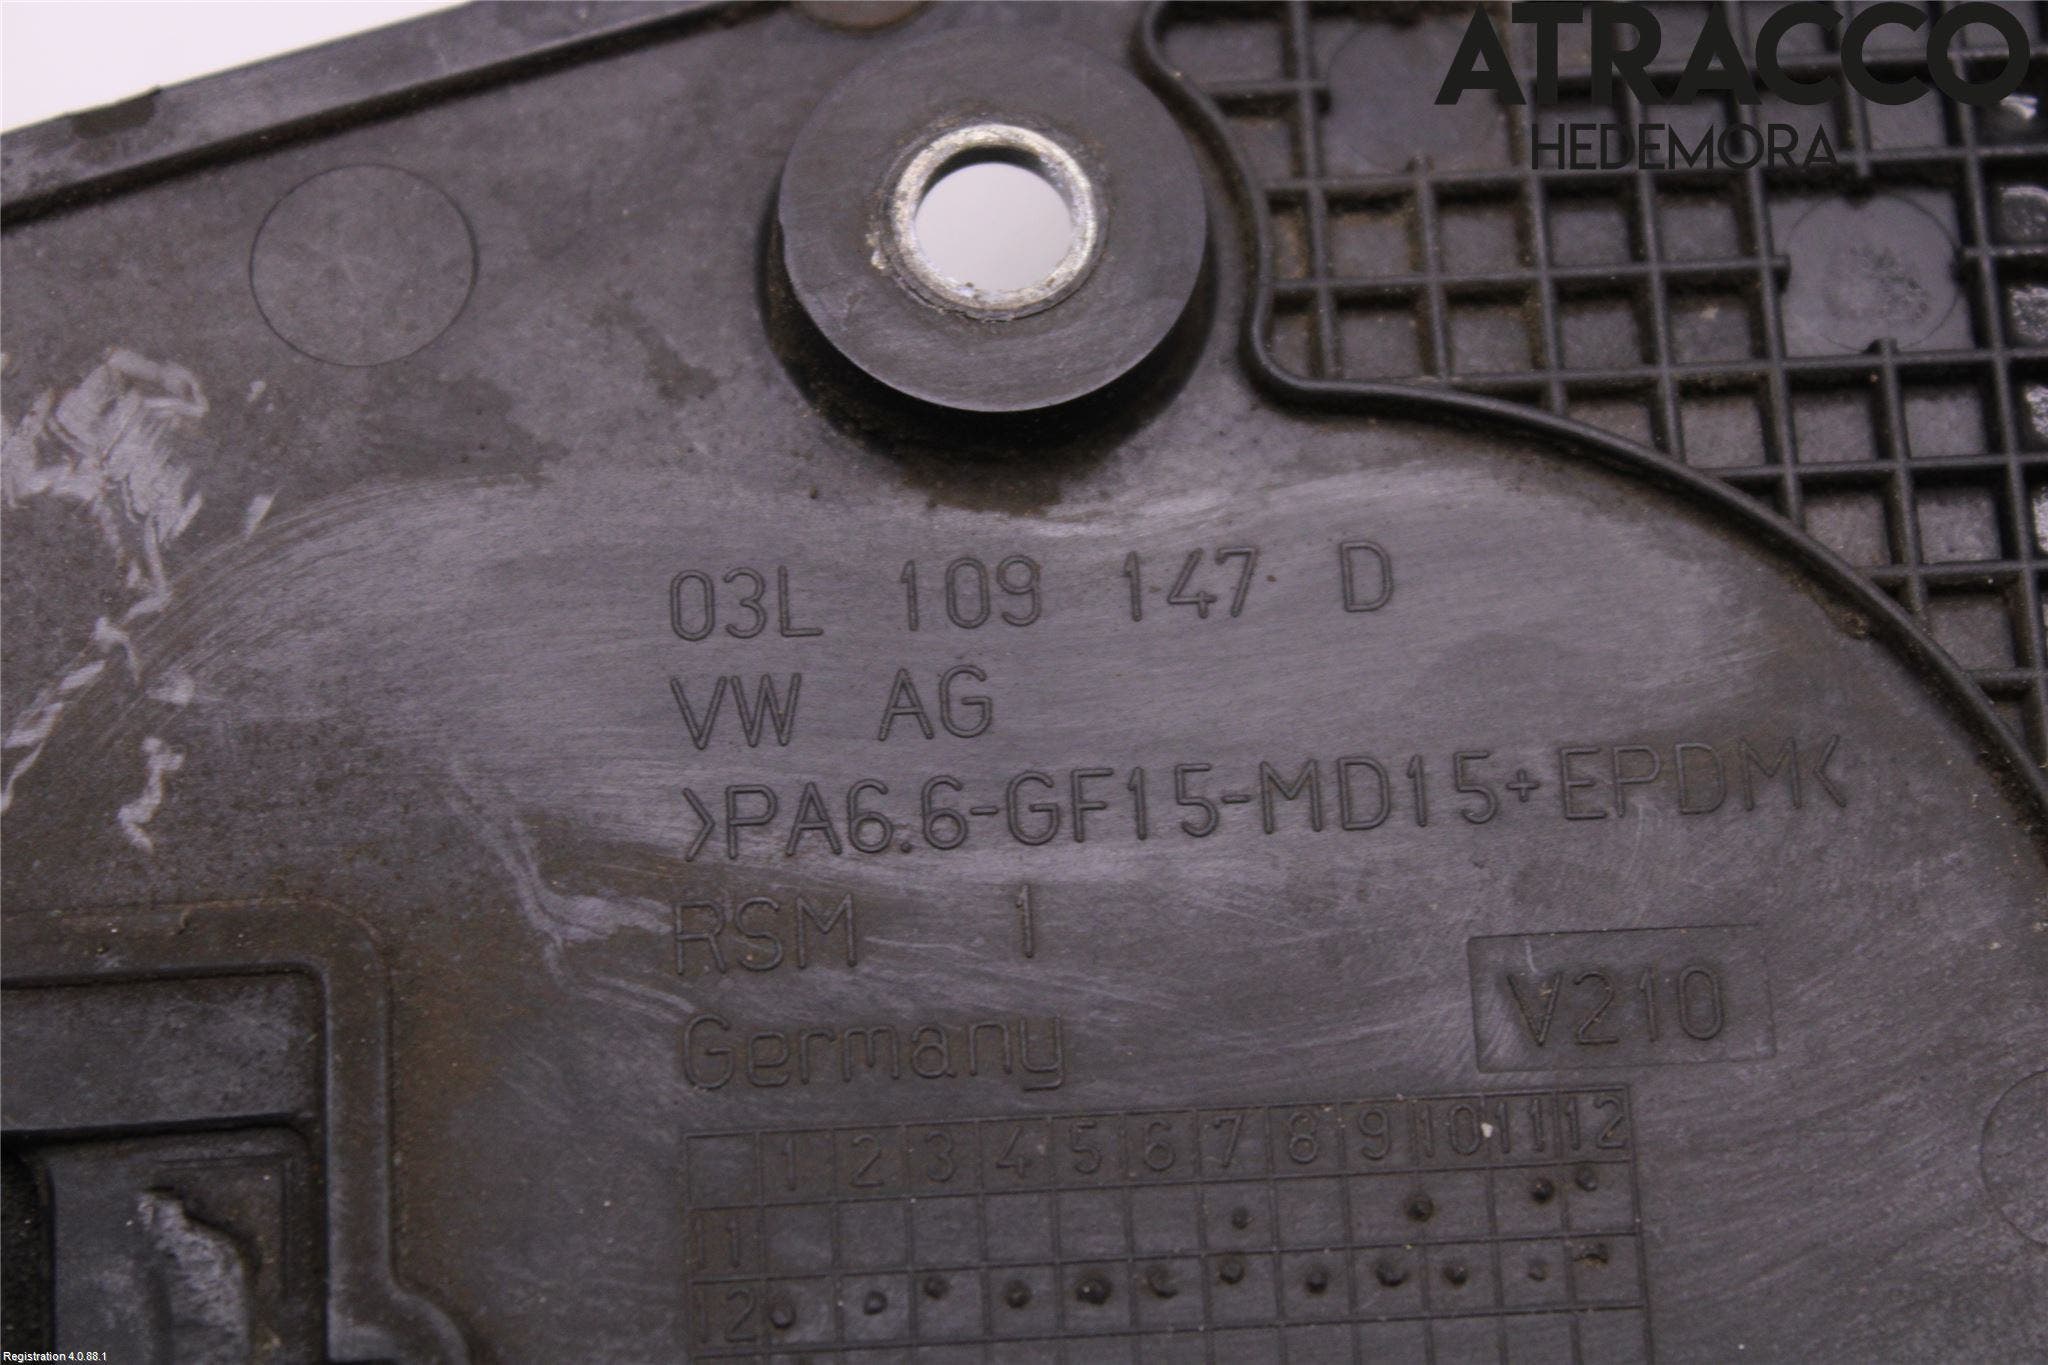 ATRACCO
HEDEMORA
03L 109 147 D
VW AG
>PA6.6-GF15-MD15+EPDM<
RSM 1
Germany
V210
1 2 3 4 5 6 7 8 9 10 11 12
11
12
Registration 4.0.88.1